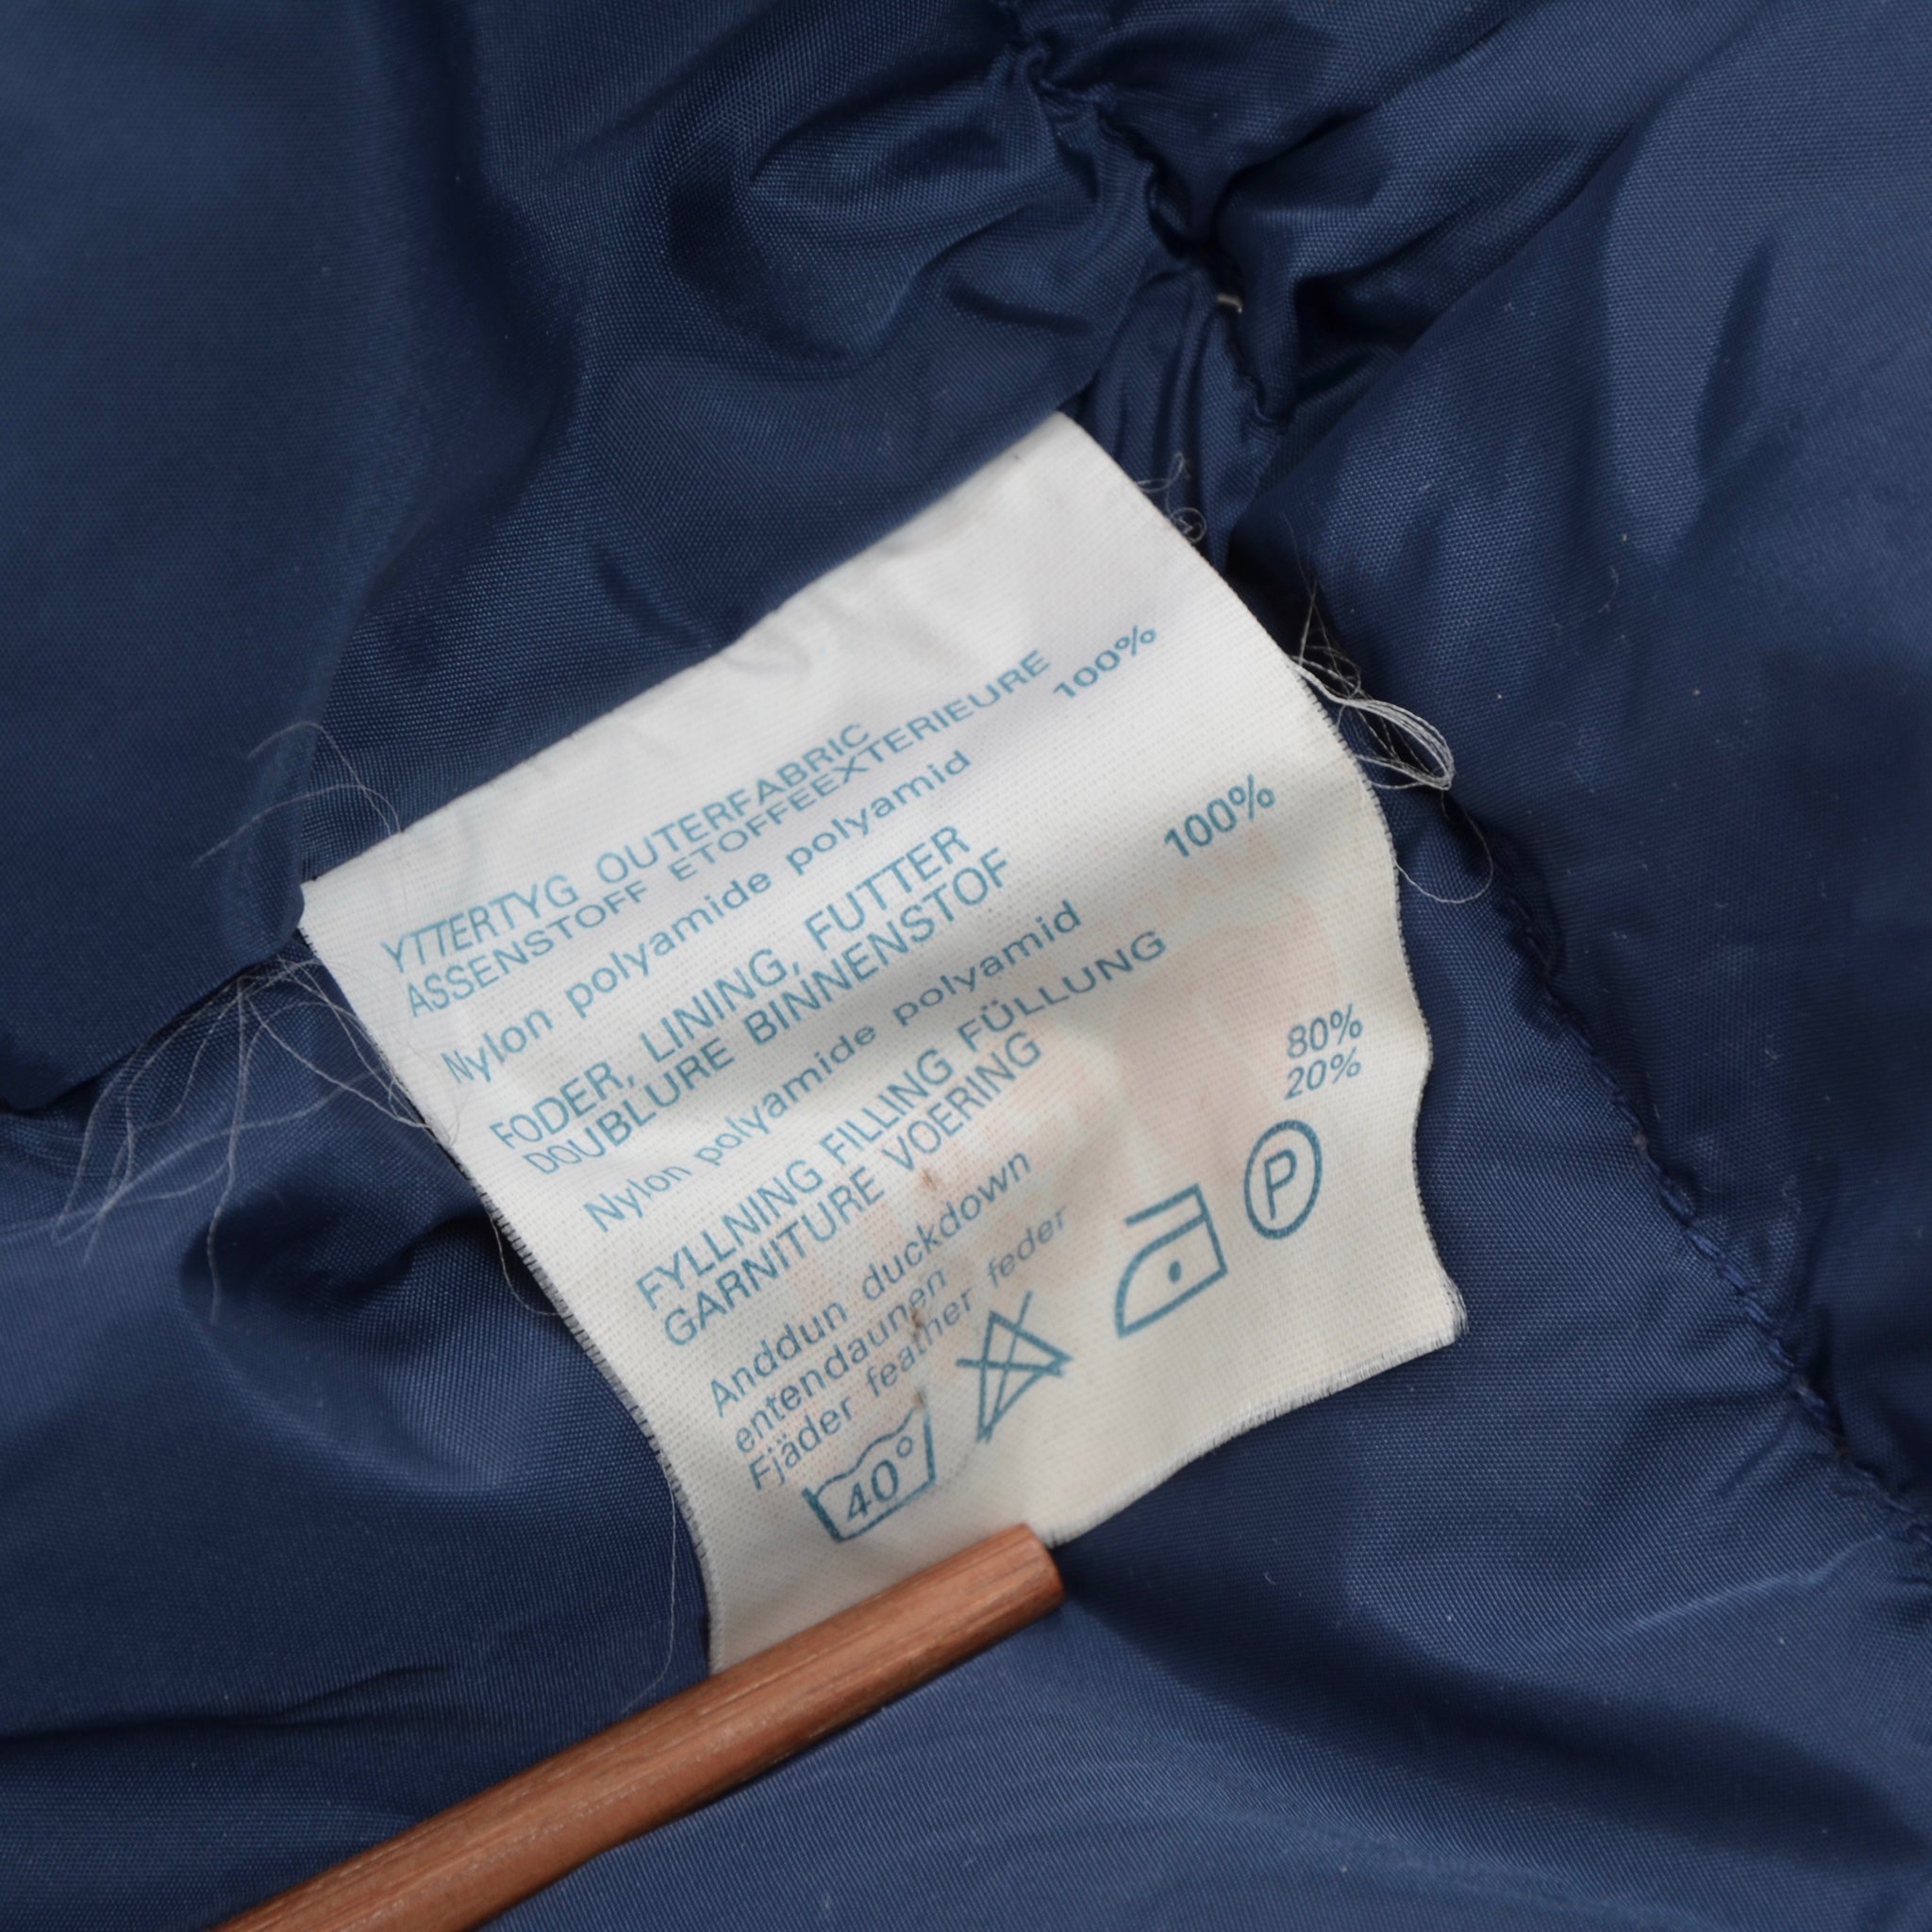 YTTERTYG OUTERFABRIC
ASSENSTOFF ETOFFEEXTERIEURE
Nylon polyamide polyamid 100%
FODER, LINING, FUTTER
DOUBLURE BINNENSTOF
Nylon polyamide polyamid 100%
FYLLNING FILLING FÜLLUNG
GARNITURE VOERING
Anddun duckdown 80%
entendaunen
Fjäder feather feder 20%
40° P